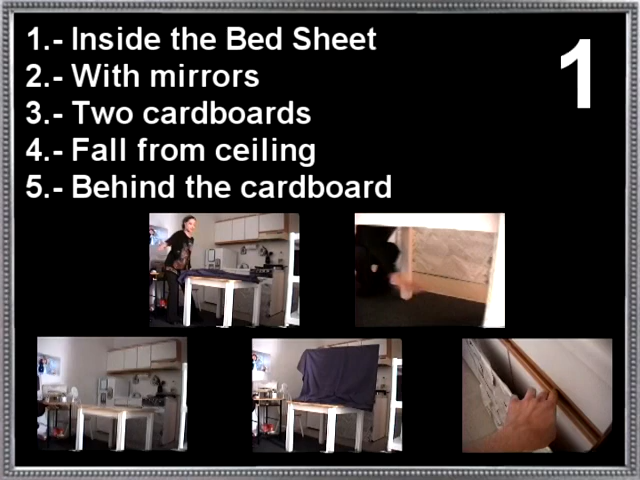 1.- Inside the Bed Sheet
1
2.- With mirrors
3.- Two cardboards
4.- Fall from ceiling
5.- Behind the cardboard